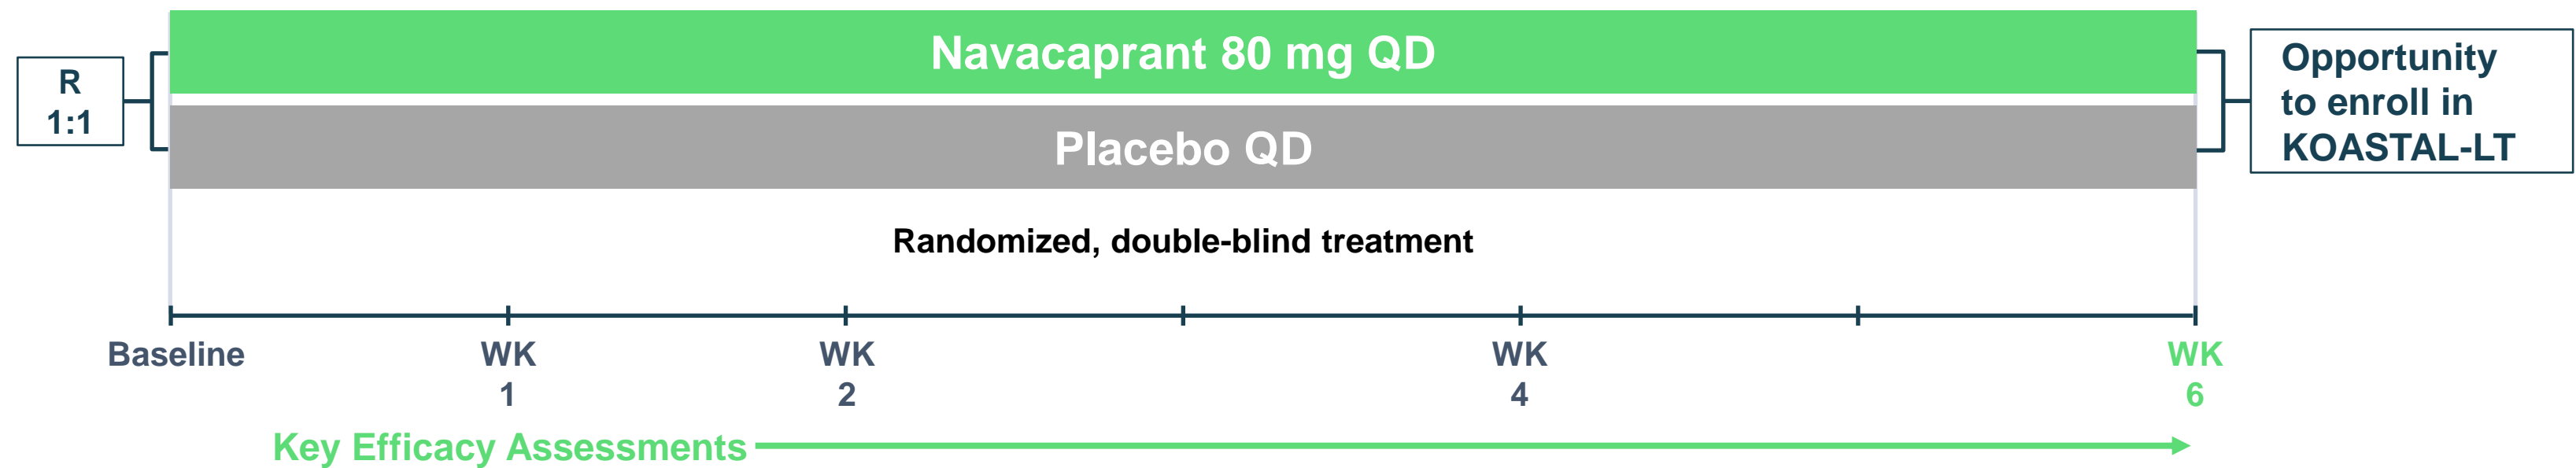 Navacaprant 80 mg QD
R
1:1
Placebo QD
Opportunity
to enroll in
KOASTAL-LT
Randomized, double-blind treatment
Baseline
WK
1
WK
2
WK
4
WK
6
Key Efficacy Assessments